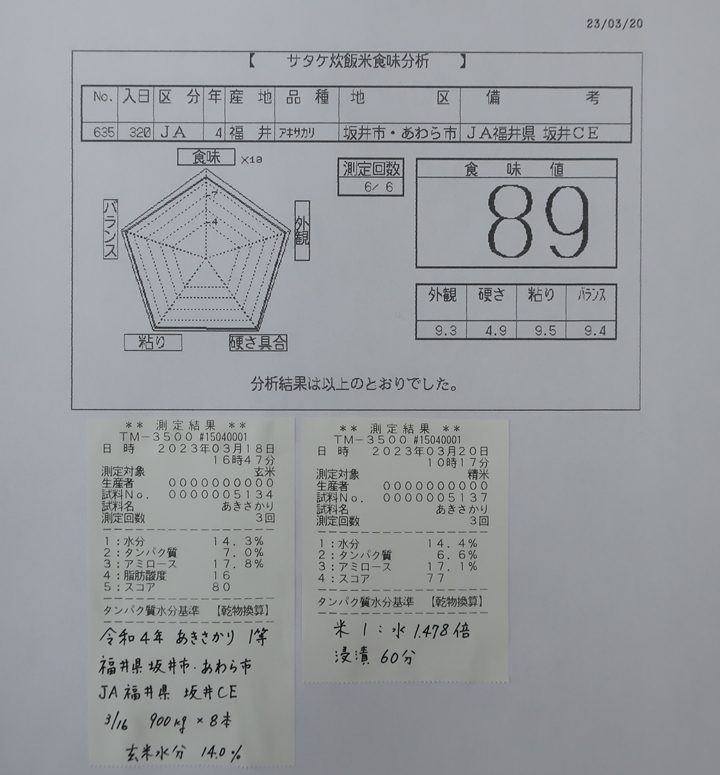 23/03/20
【 サタケ炊飯米食味分析 】
No. 入日 区分 年 産地 品種 地区 備考
635 320 JA 4 福井 アキサカリ 坂井市・あわら市 JA福井県 坂井CE
食味 ×10
7
4
バランス
外観
粘り
硬さ具合
測定回数
6/ 6
食味値
89
外観 硬さ 粘り バランス
9.3 4.9 9.5 9.4
分析結果は以上のとおりでした。
** 測定結果 **
TM-3500 #15040001
日時 2023年03月18日
16時47分
測定対象 玄米
生産者 0000000000
試料No. 0000005134
試料名 あきさかり
測定回数 3回
1:水分 14.3%
2:タンパク質 7.0%
3:アミロース 17.8%
4:脂肪酸度 16
5:スコア 80
タンパク質水分基準 【乾物換算】
令和4年 あきさかり 1等
福井県坂井市・あわら市
JA福井県 坂井CE
3/16 900kg×8本
玄米水分 14.0%
** 測定結果 **
TM-3500 #15040001
日時 2023年03月20日
10時17分
測定対象 精米
生産者 0000000000
試料No. 0000005137
試料名 あきさかり
測定回数 3回
1:水分 14.4%
2:タンパク質 6.6%
3:アミロース 17.1%
4:スコア 77
タンパク質水分基準 【乾物換算】
米1:水1.478倍
浸漬 60分